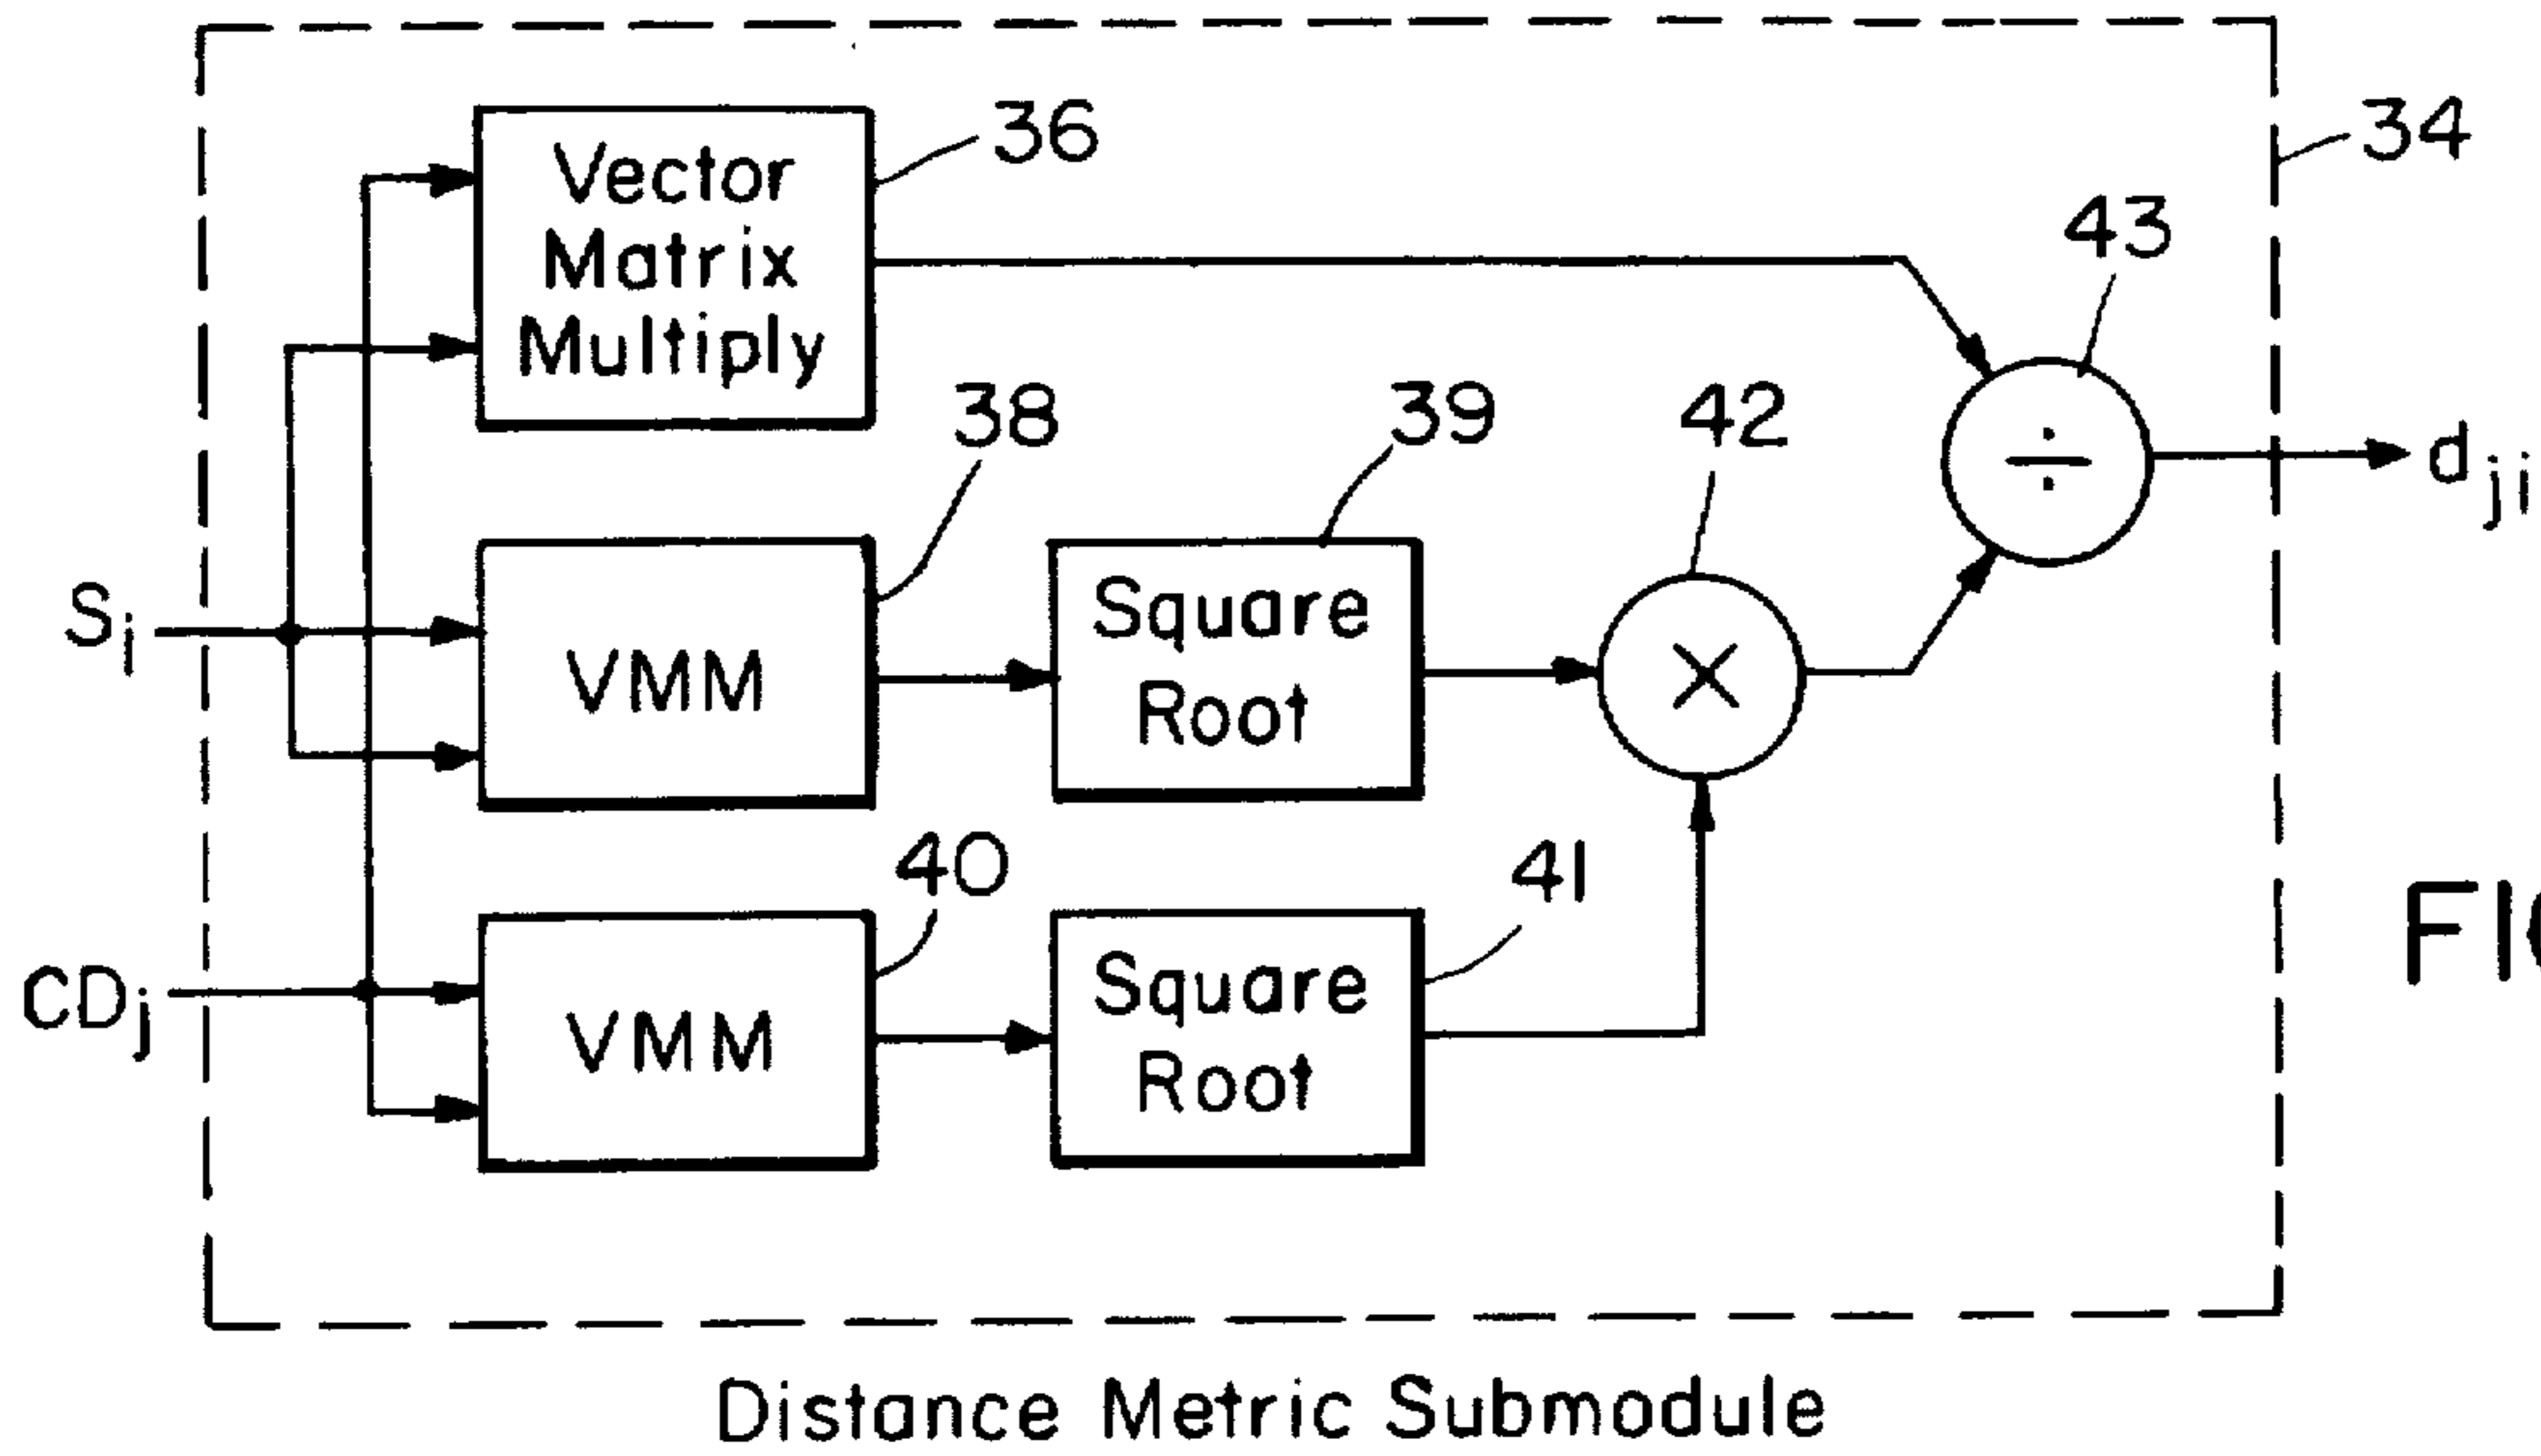 36
34
Vector
Matrix
Multiply
43
38
39
42
÷
dji
Si
VMM
Square
Root
×
40
41
CDj
VMM
Square
Root
Distance Metric Submodule